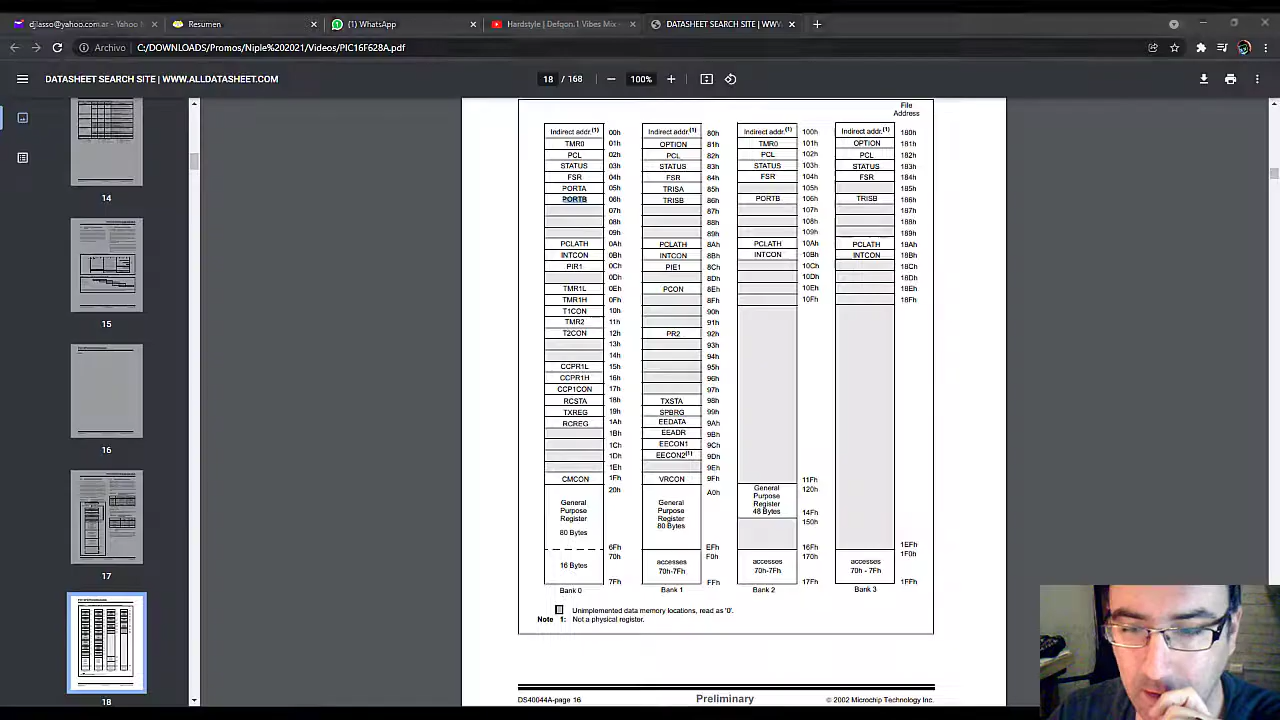 djlasso@yahoo.com.ar - Yahoo
Resumen
(1) WhatsApp
Hardstyle | Defqon.1 Vibes Mix -
DATASHEET SEARCH SITE | WWW.
Archivo
C:/DOWNLOADS/Promos/Niple%202021/Videos/PIC16F628A.pdf
DATASHEET SEARCH SITE | WWW.ALLDATASHEET.COM
18 / 168
100%
14
15
16
17
18
File
Address
Indirect addr.(1) 00h Indirect addr.(1) 80h Indirect addr.(1) 100h Indirect addr.(1) 180h
TMR0 01h OPTION 81h TMR0 101h OPTION 181h
PCL 02h PCL 82h PCL 102h PCL 182h
STATUS 03h STATUS 83h STATUS 103h STATUS 183h
FSR 04h FSR 84h FSR 104h FSR 184h
PORTA 05h TRISA 85h 105h 185h
PORTB 06h TRISB 86h PORTB 106h TRISB 186h
07h 87h 107h 187h
08h 88h 108h 188h
09h 89h 109h 189h
PCLATH 0Ah PCLATH 8Ah PCLATH 10Ah PCLATH 18Ah
INTCON 0Bh INTCON 8Bh INTCON 10Bh INTCON 18Bh
PIR1 0Ch PIE1 8Ch 10Ch 18Ch
0Dh 8Dh 10Dh 18Dh
TMR1L 0Eh PCON 8Eh 10Eh 18Eh
TMR1H 0Fh 8Fh 10Fh 18Fh
T1CON 10h 90h
TMR2 11h 91h
T2CON 12h PR2 92h
13h 93h
14h 94h
CCPR1L 15h 95h
CCPR1H 16h 96h
CCP1CON 17h 97h
RCSTA 18h TXSTA 98h
TXREG 19h SPBRG 99h
RCREG 1Ah EEDATA 9Ah
1Bh EEADR 9Bh
1Ch EECON1 9Ch
1Dh EECON2(1) 9Dh
1Eh 9Eh
CMCON 1Fh VRCON 9Fh 11Fh
20h A0h 120h
General
Purpose
Register
80 Bytes
General
Purpose
Register
80 Bytes
General
Purpose
Register
48 Bytes
14Fh
150h
6Fh EFh 16Fh 1EFh
70h F0h 170h 1F0h
16 Bytes
accesses
70h-7Fh
accesses
70h-7Fh
accesses
70h - 7Fh
7Fh FFh 17Fh 1FFh
Bank 0 Bank 1 Bank 2 Bank 3
Unimplemented data memory locations, read as '0'.
Note 1: Not a physical register.
DS40044A-page 16 Preliminary © 2002 Microchip Technology Inc.